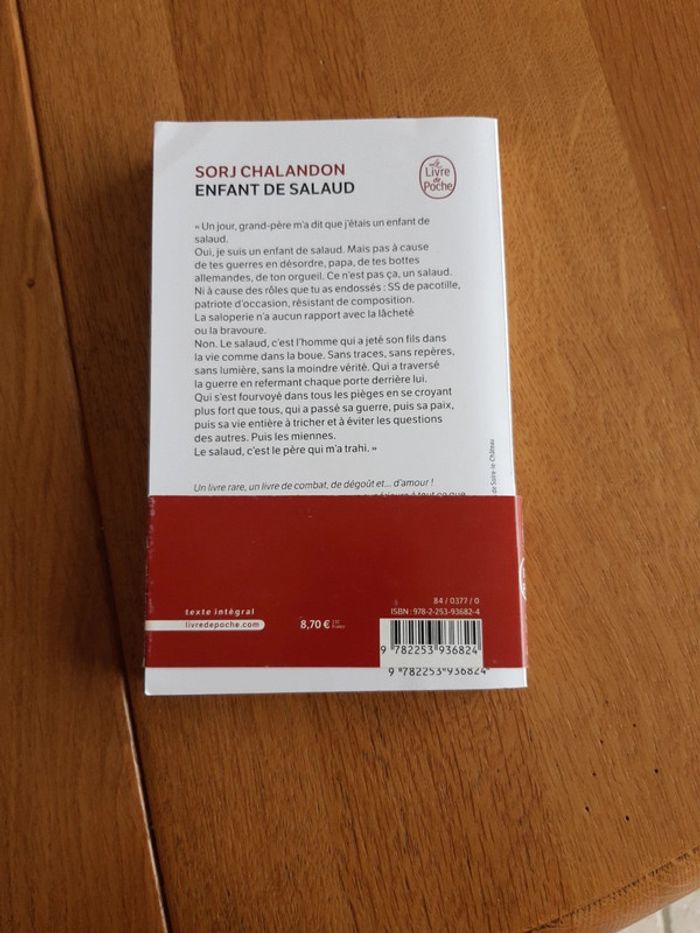 SORJ CHALANDON
ENFANT DE SALAUD
Le
Livre
de
Poche
« Un jour, grand-père m'a dit que j'étais un enfant de
salaud.
Oui, je suis un enfant de salaud. Mais pas à cause
de tes guerres en désordre, papa, de tes bottes
allemandes, de ton orgueil. Ce n'est pas ça, un salaud.
Ni à cause des rôles que tu as endossés : SS de pacotille,
patriote d'occasion, résistant de composition.
La saloperie n'a aucun rapport avec la lâcheté
ou la bravoure.
Non. Le salaud, c'est l'homme qui a jeté son fils dans
la vie comme dans la boue. Sans traces, sans repères,
sans lumière, sans la moindre vérité. Qui a traversé
la guerre en refermant chaque porte derrière lui.
Qui s'est fourvoyé dans tous les pièges en se croyant
plus fort que tous, qui a passé sa guerre, puis sa paix,
puis sa vie entière à tricher et à éviter les questions
des autres. Puis les miennes.
Le salaud, c'est le père qui m'a trahi. »
Un livre rare, un livre de combat, de dégoût et... d'amour !
à tout ce que
de Solre-le-Château
84 / 0377 / 0
ISBN : 978-2-253-93682-4
texte intégral
livredepoche.com
8,70 € TTC
France
9 782253 936824
9 782253 936824